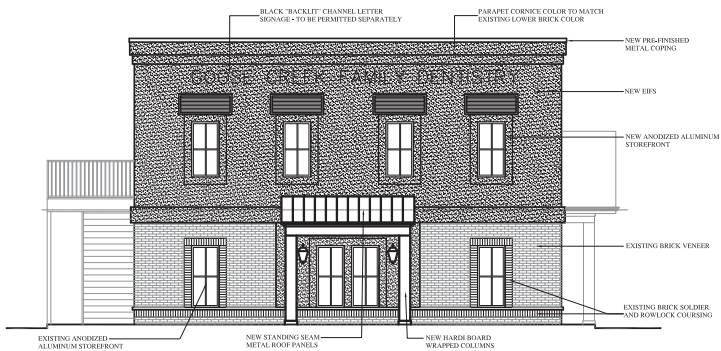 BLACK "BACKLIT" CHANNEL LETTER
SIGNAGE - TO BE PERMITTED SEPARATELY
PARAPET CORNICE COLOR TO MATCH
EXISTING LOWER BRICK COLOR
NEW PRE-FINISHED
METAL COPING
GOOSE CREEK FAMILY DENTISTRY
NEW EIFS
NEW ANODIZED ALUMINUM
STOREFRONT
EXISTING BRICK VENEER
EXISTING BRICK SOLDIER
AND ROWLOCK COURSING
EXISTING ANODIZED
ALUMINUM STOREFRONT
NEW STANDING SEAM
METAL ROOF PANELS
NEW HARDI BOARD
WRAPPED COLUMNS